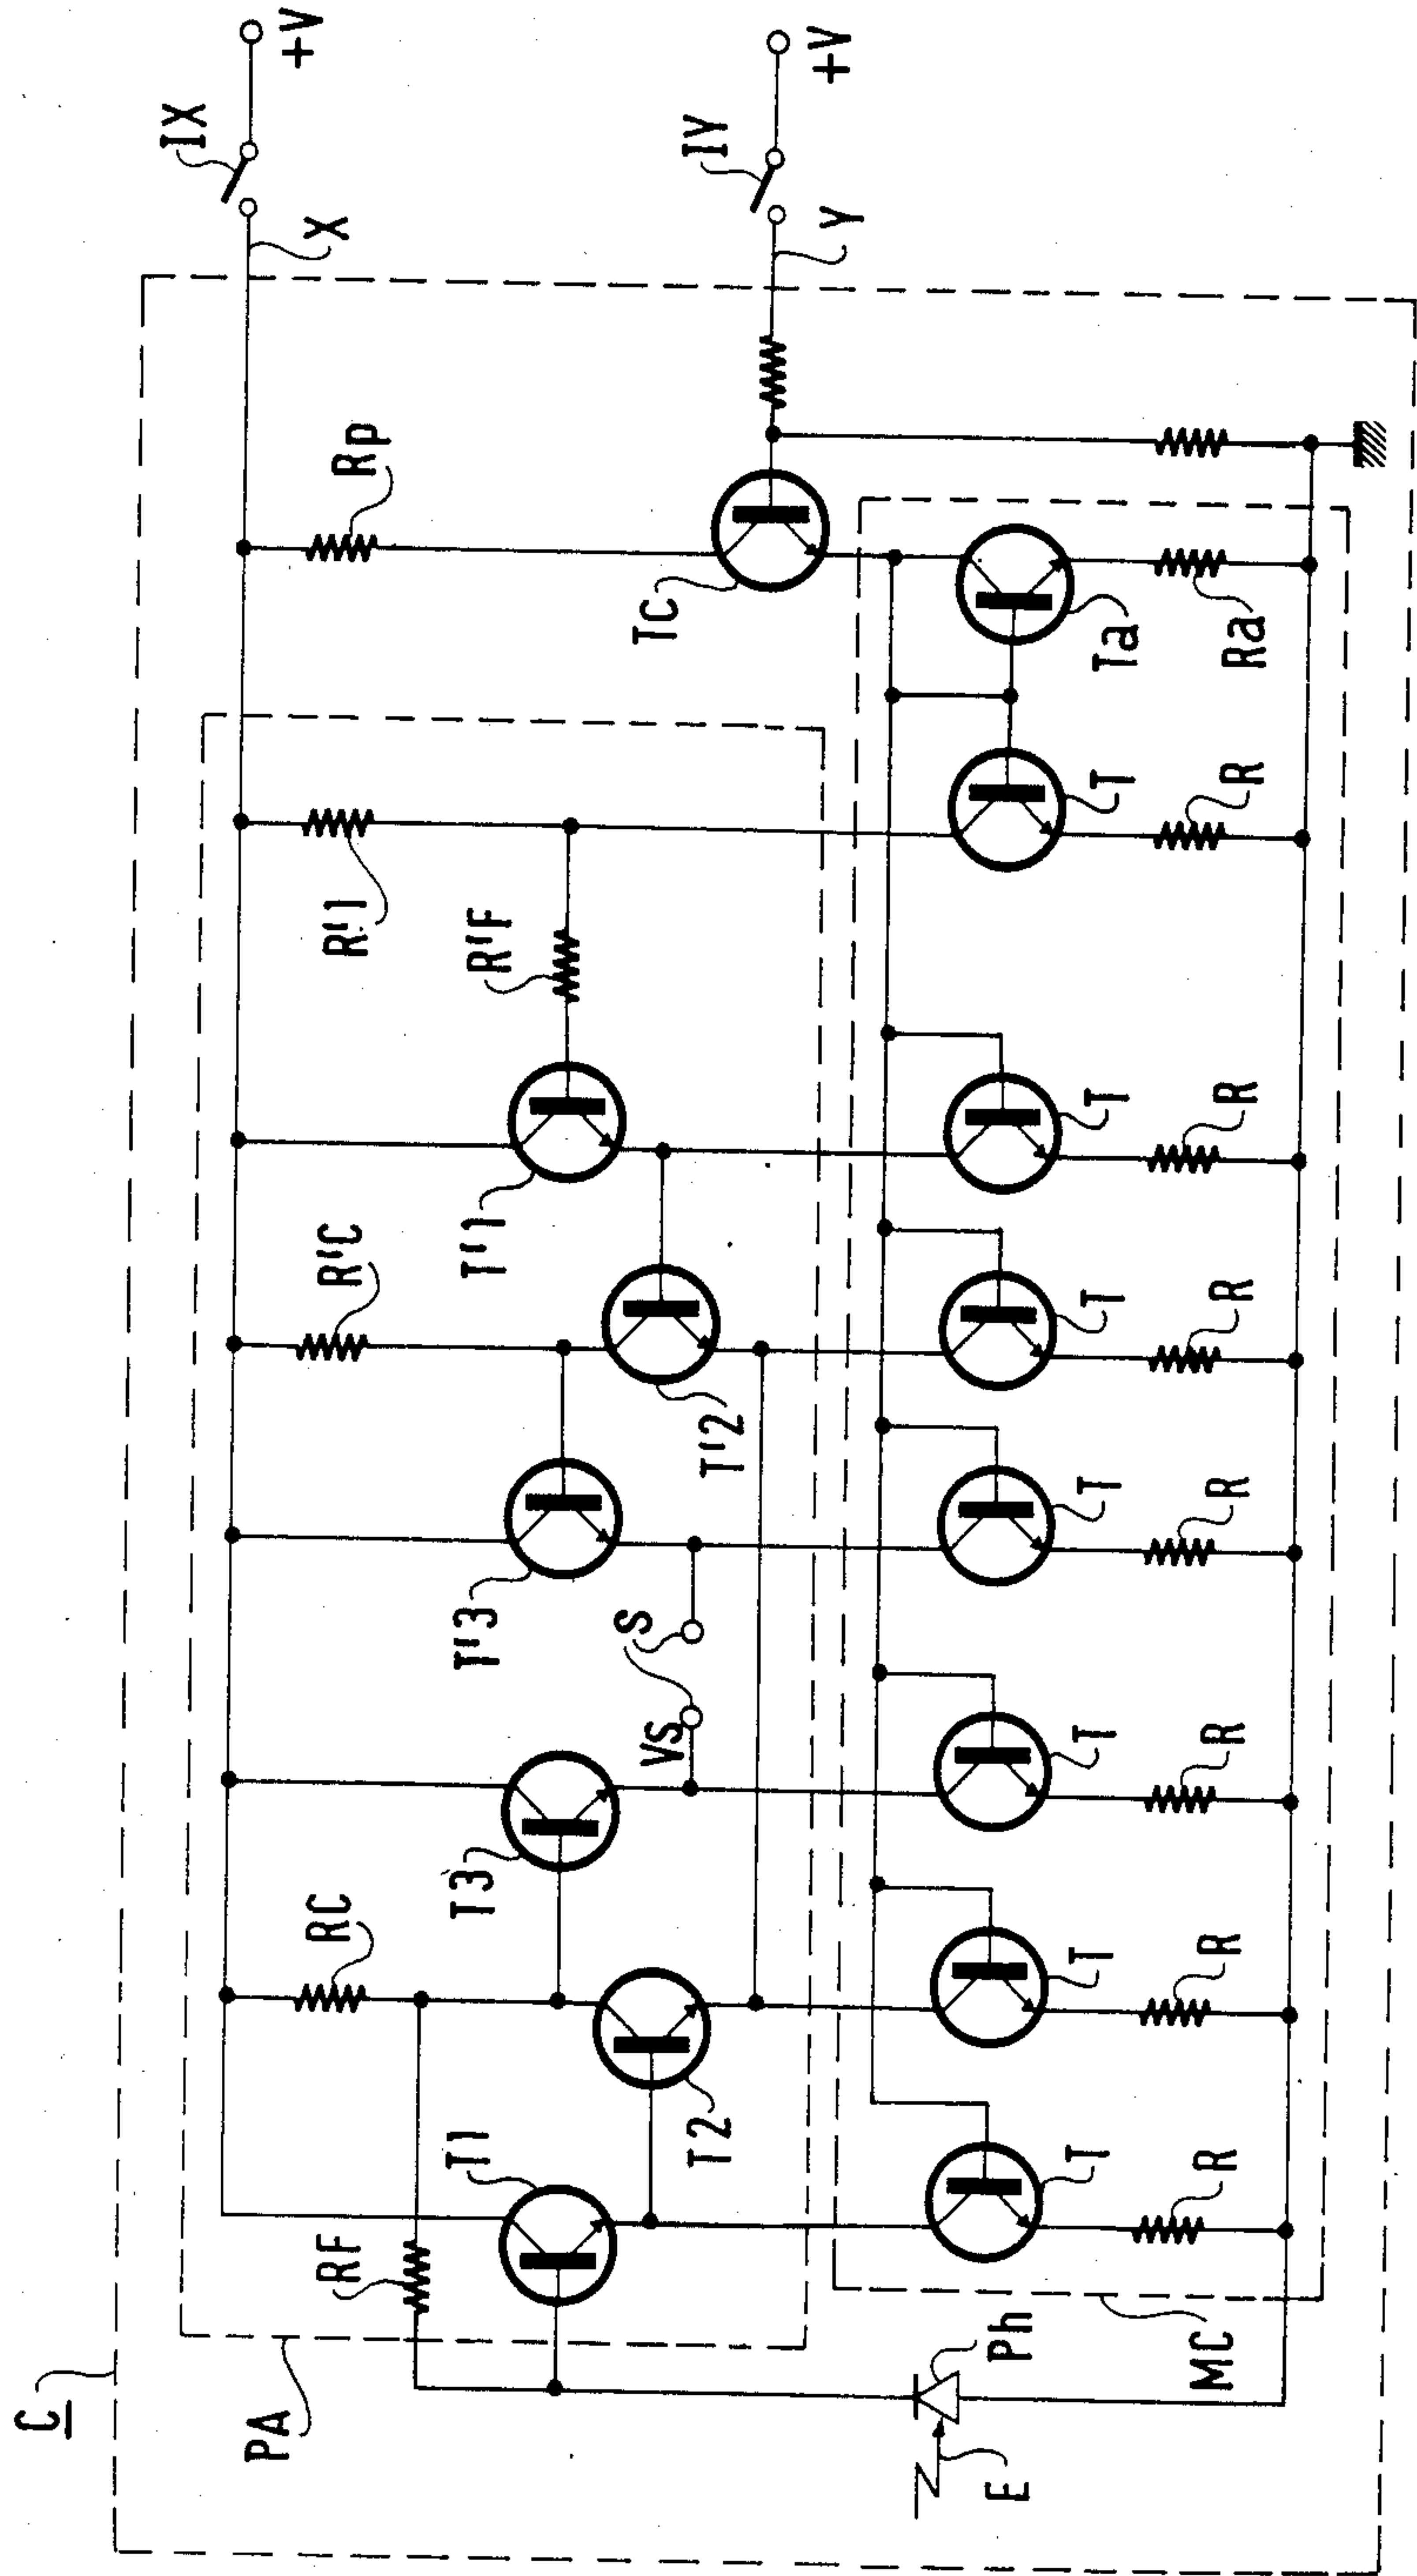 C
PA
RF
T1
RC
T2
T3
VS
S
T'3
R'C
T'2
T'1
R'F
R'1
Rp
TC
X
IX
+V
Y
IY
+V
E
Ph
MC
T
R
T
R
T
R
T
R
T
R
T
R
T
R
Ta
Ra